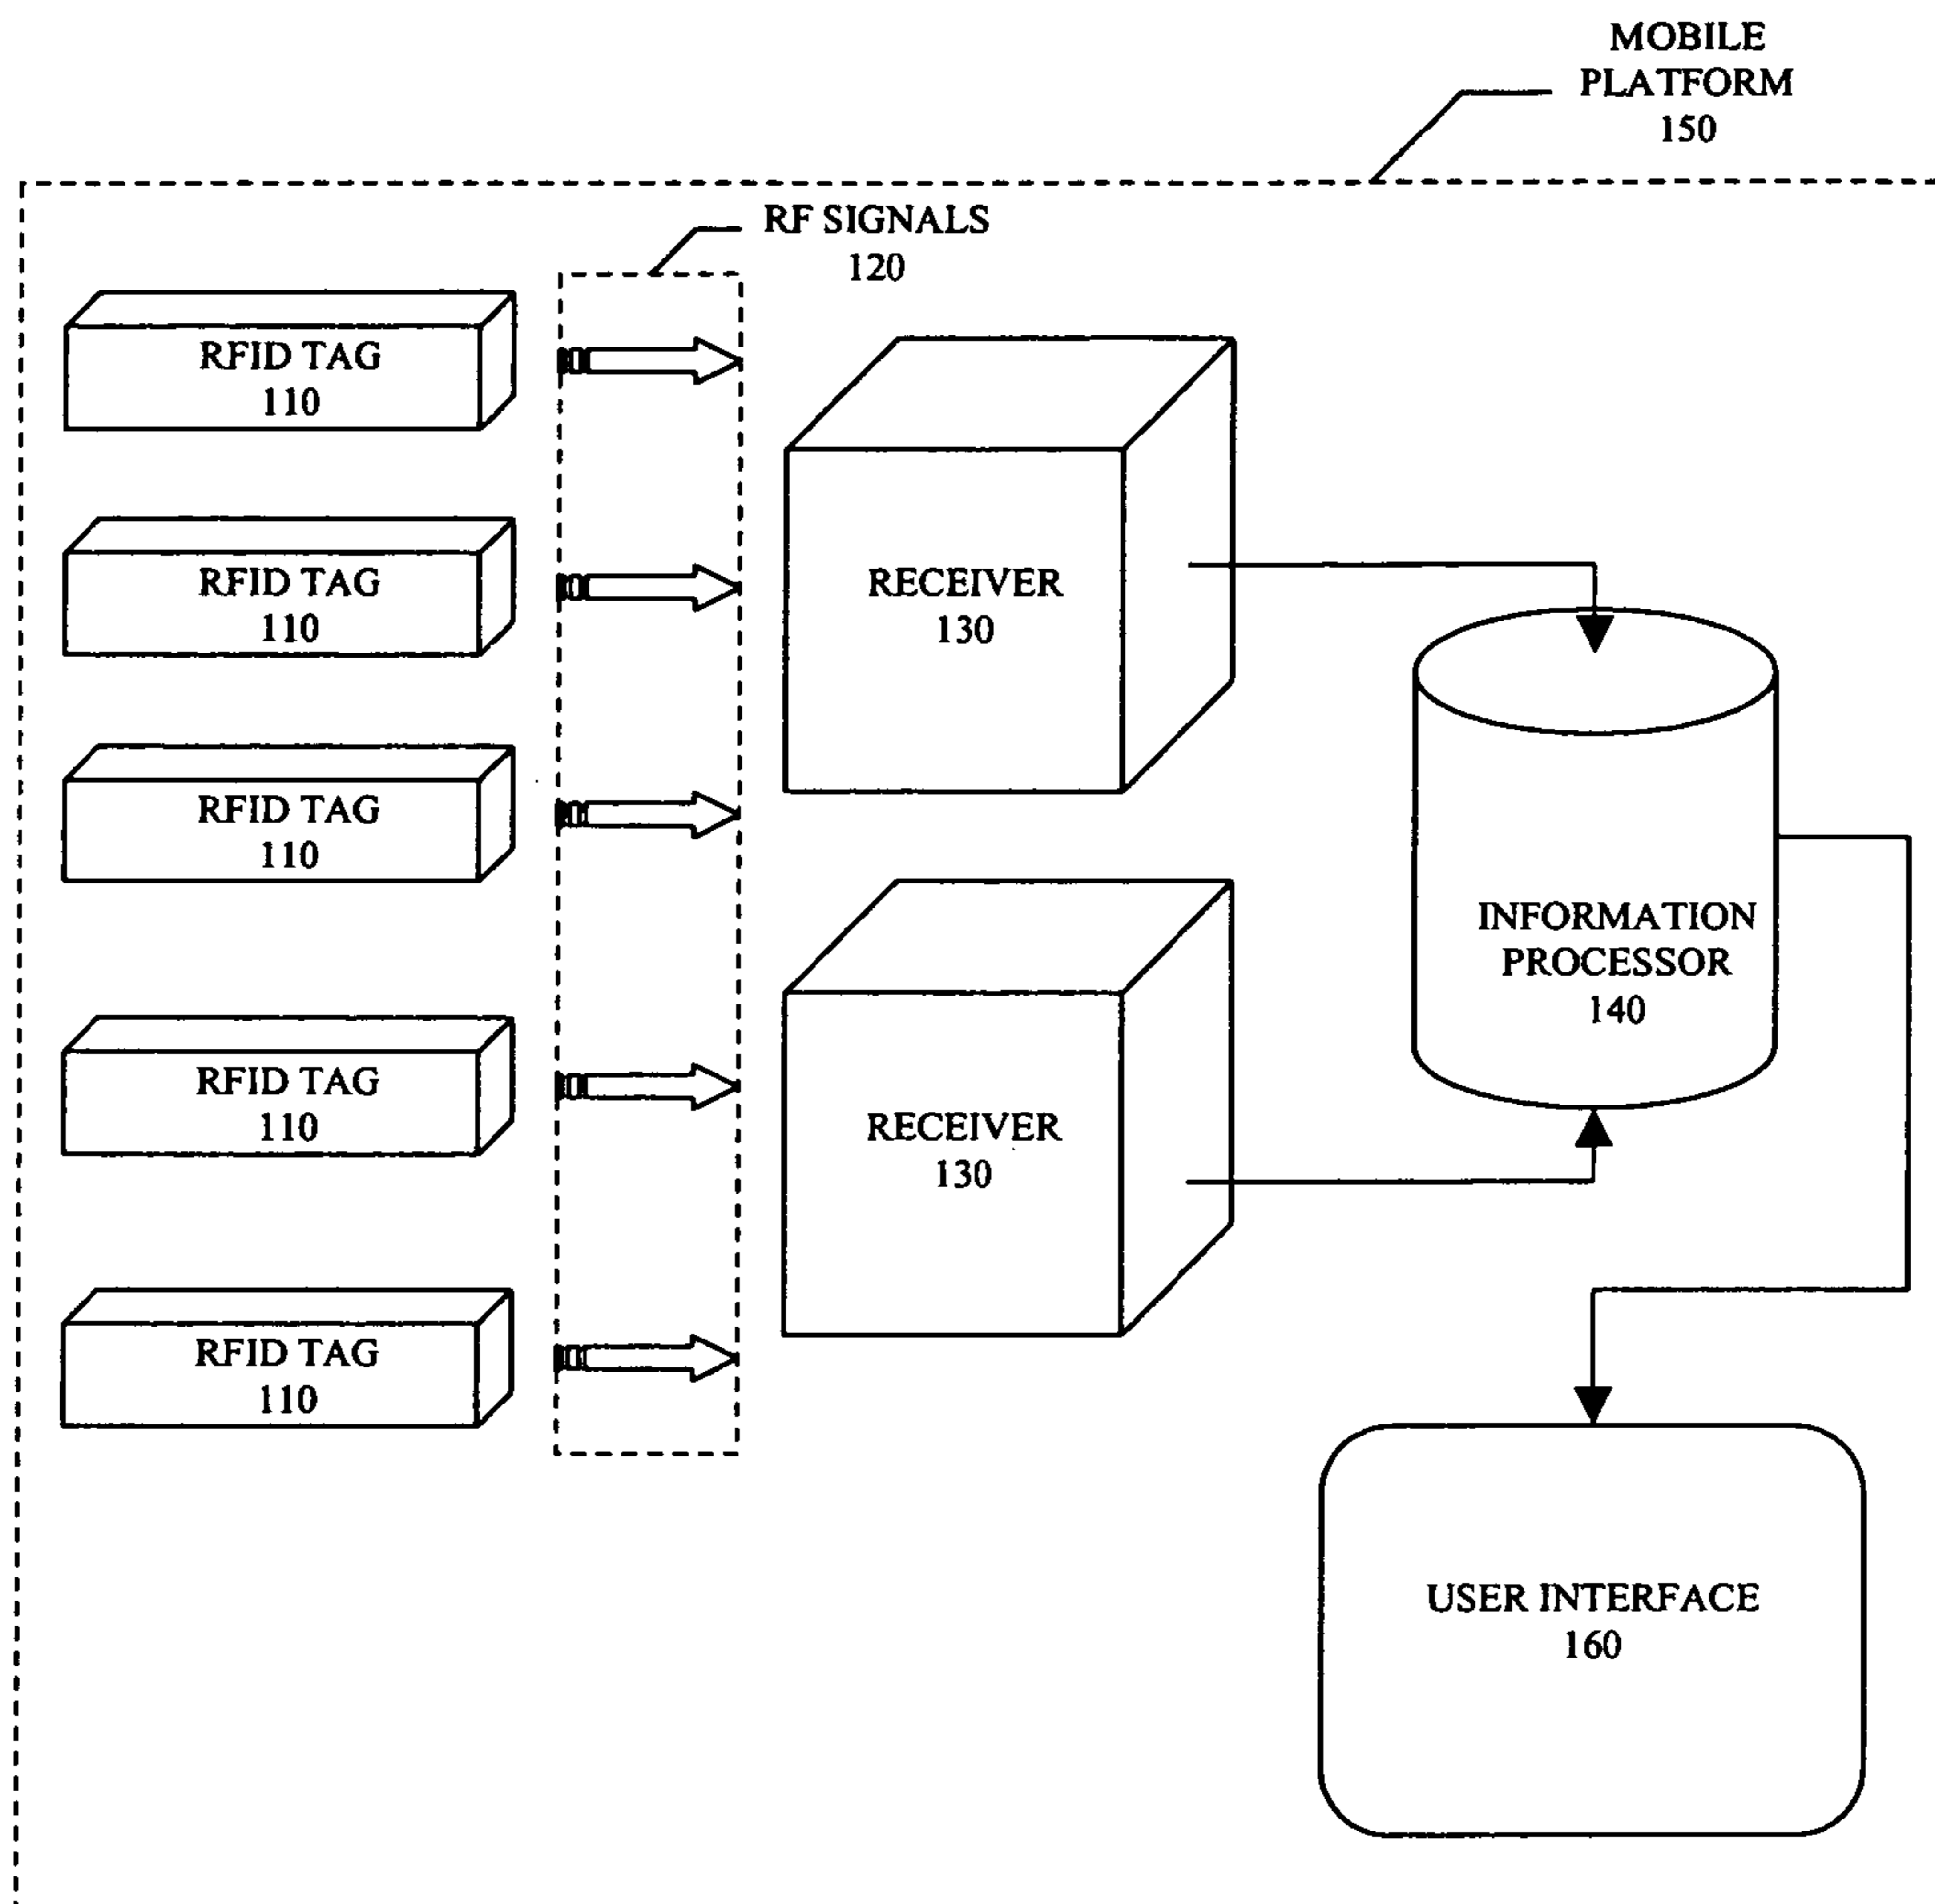 MOBILE
PLATFORM
150
RF SIGNALS
120
RFID TAG
110
RFID TAG
110
RFID TAG
110
RFID TAG
110
RFID TAG
110
RECEIVER
130
RECEIVER
130
INFORMATION
PROCESSOR
140
USER INTERFACE
160